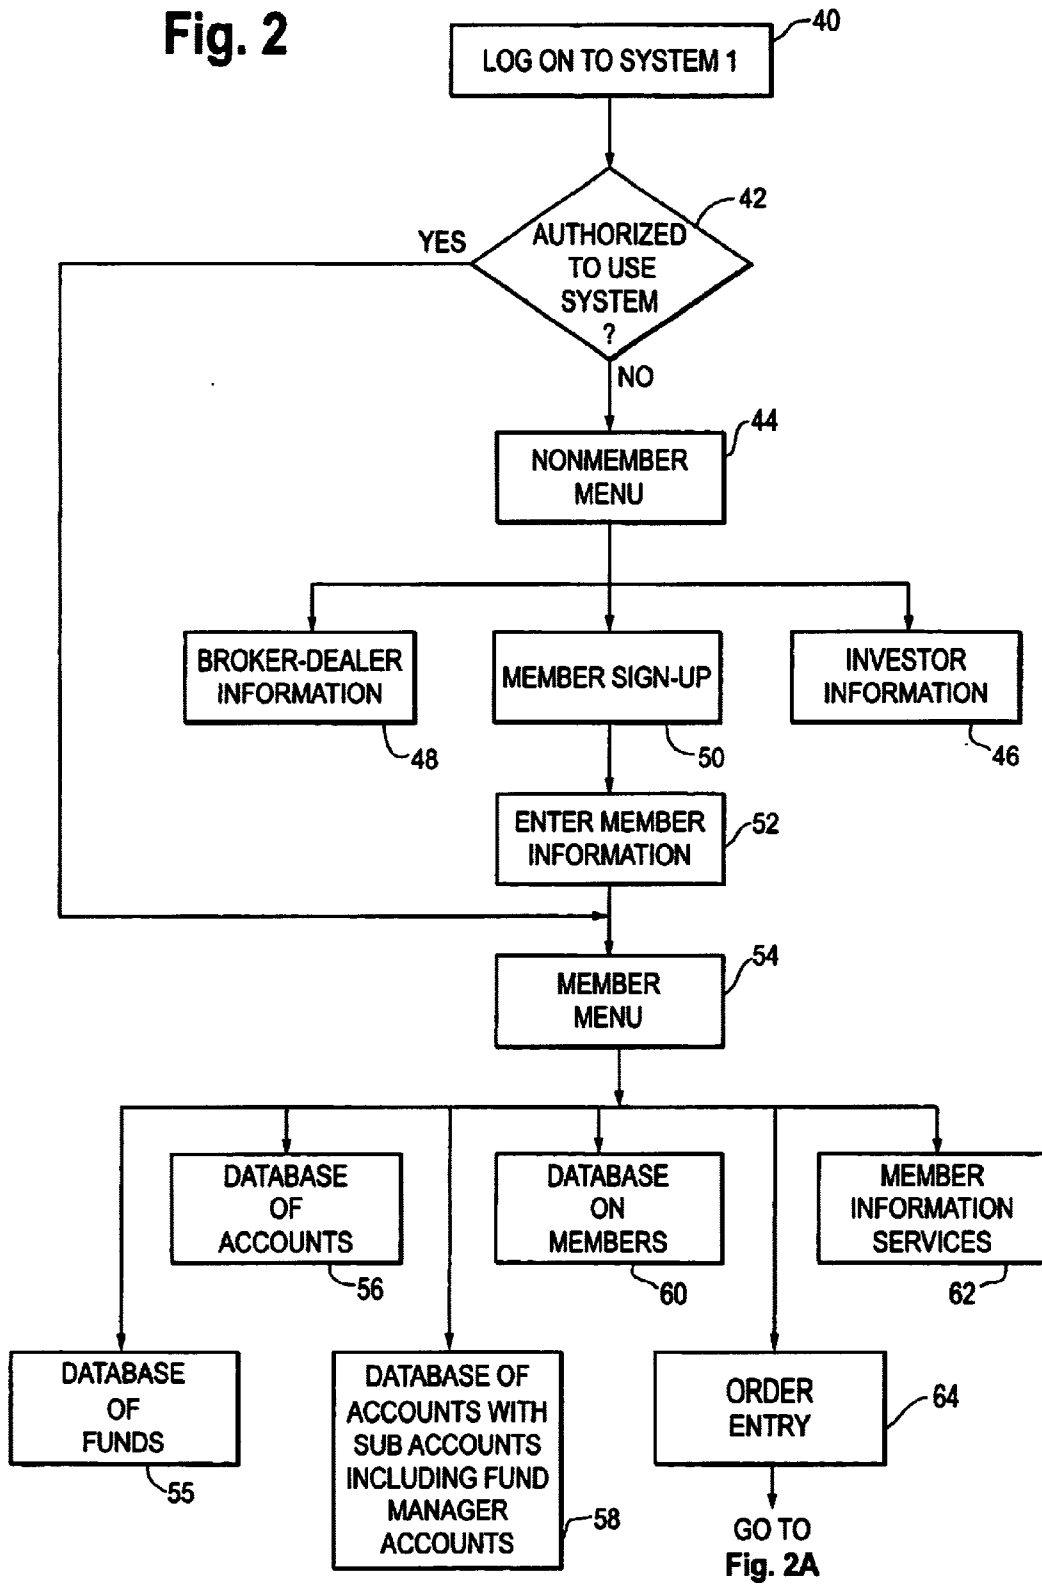 Fig. 2
LOG ON TO SYSTEM 1
40
AUTHORIZED
TO USE
SYSTEM
?
42
YES
NO
NONMEMBER
MENU
44
BROKER-DEALER
INFORMATION
48
MEMBER SIGN-UP
50
INVESTOR
INFORMATION
46
ENTER MEMBER
INFORMATION
52
MEMBER
MENU
54
DATABASE
OF
ACCOUNTS
56
DATABASE
ON
MEMBERS
60
MEMBER
INFORMATION
SERVICES
62
DATABASE
OF
FUNDS
55
DATABASE OF
ACCOUNTS WITH
SUB ACCOUNTS
INCLUDING FUND
MANAGER
ACCOUNTS
58
ORDER
ENTRY
64
GO TO
Fig. 2A